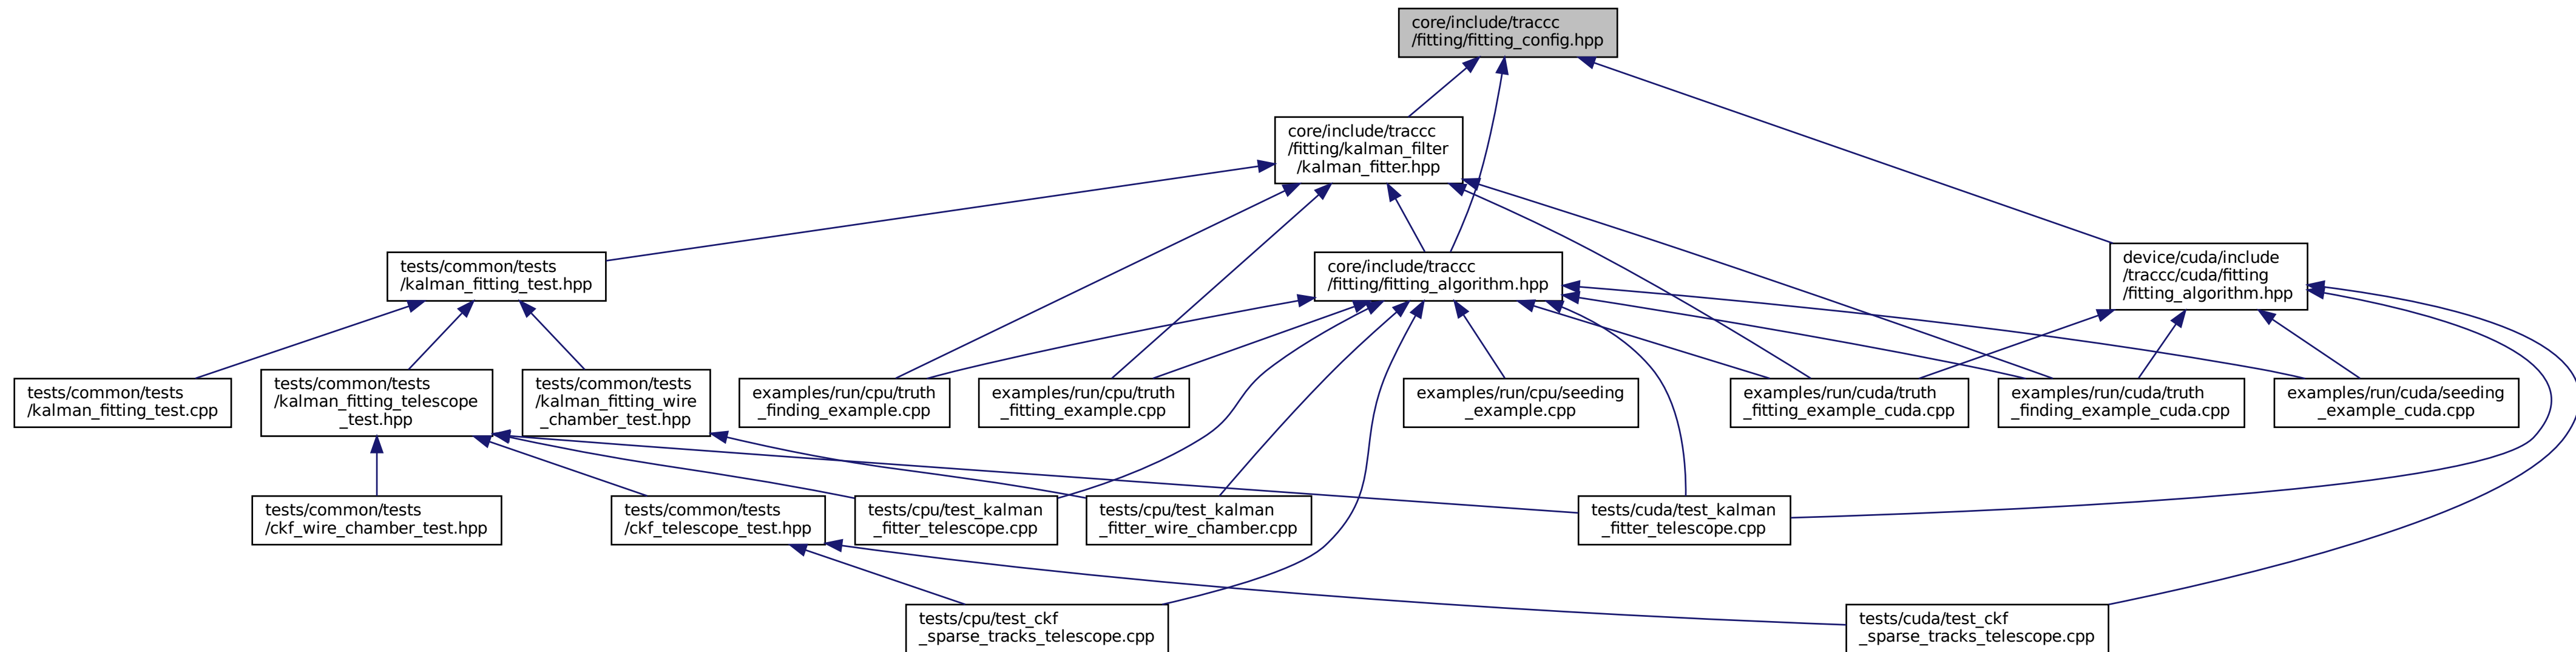 core/include/traccc
/fitting/fitting_config.hpp
core/include/traccc
/fitting/kalman_filter
/kalman_fitter.hpp
tests/common/tests
/kalman_fitting_test.hpp
core/include/traccc
/fitting/fitting_algorithm.hpp
device/cuda/include
/traccc/cuda/fitting
/fitting_algorithm.hpp
tests/common/tests
/kalman_fitting_test.cpp
tests/common/tests
/kalman_fitting_telescope
_test.hpp
tests/common/tests
/kalman_fitting_wire
_chamber_test.hpp
examples/run/cpu/truth
_finding_example.cpp
examples/run/cpu/truth
_fitting_example.cpp
examples/run/cpu/seeding
_example.cpp
examples/run/cuda/truth
_fitting_example_cuda.cpp
examples/run/cuda/truth
_finding_example_cuda.cpp
examples/run/cuda/seeding
_example_cuda.cpp
tests/common/tests
/ckf_wire_chamber_test.hpp
tests/common/tests
/ckf_telescope_test.hpp
tests/cpu/test_kalman
_fitter_telescope.cpp
tests/cpu/test_kalman
_fitter_wire_chamber.cpp
tests/cuda/test_kalman
_fitter_telescope.cpp
tests/cpu/test_ckf
_sparse_tracks_telescope.cpp
tests/cuda/test_ckf
_sparse_tracks_telescope.cpp